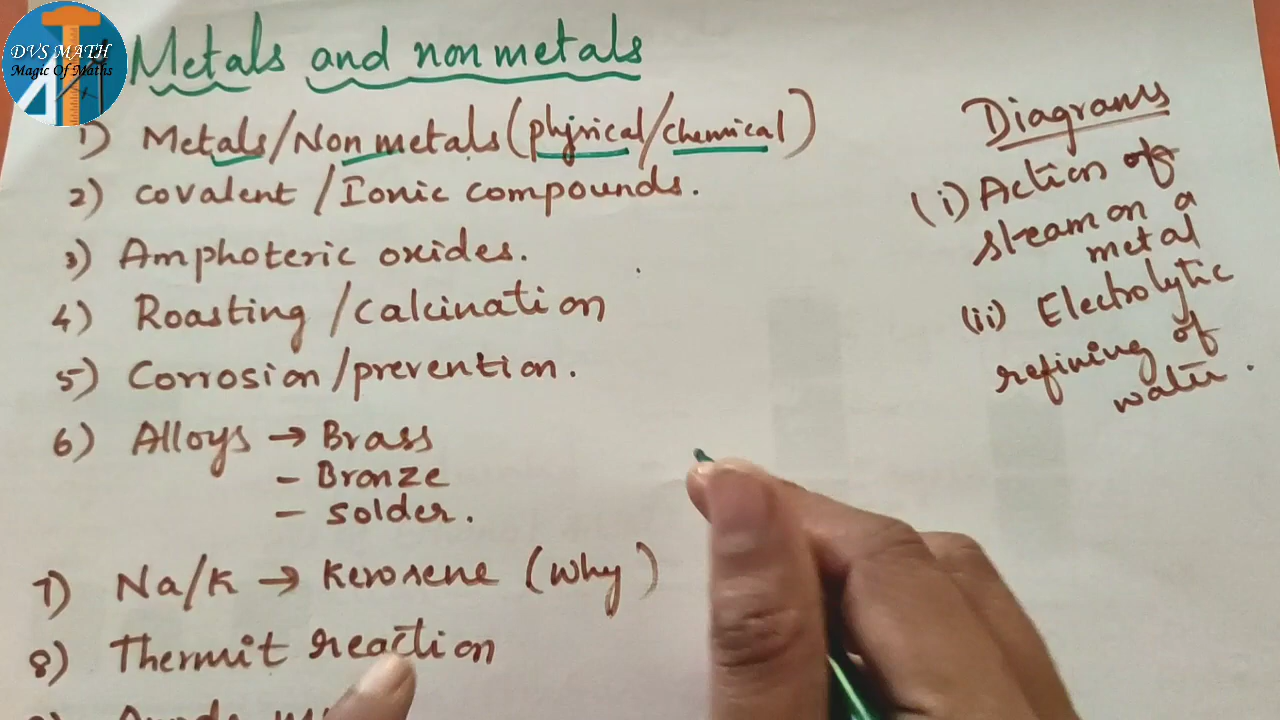 DVS MATH
Magic Of Maths
Metals and nonmetals
1) Metals/Non metals (physical/chemical)
2) covalent / Ionic compounds.
3) Amphoteric oxides.
4) Roasting / calcination
5) Corrosion /prevention.
6) Alloys → Brass
- Bronze
- solder.
7) Na/K → Kerosene (why)
8) Thermit reaction
Diagrams
(i) Action of
steam on a
metal
(ii) Electrolytic
refining of
water.